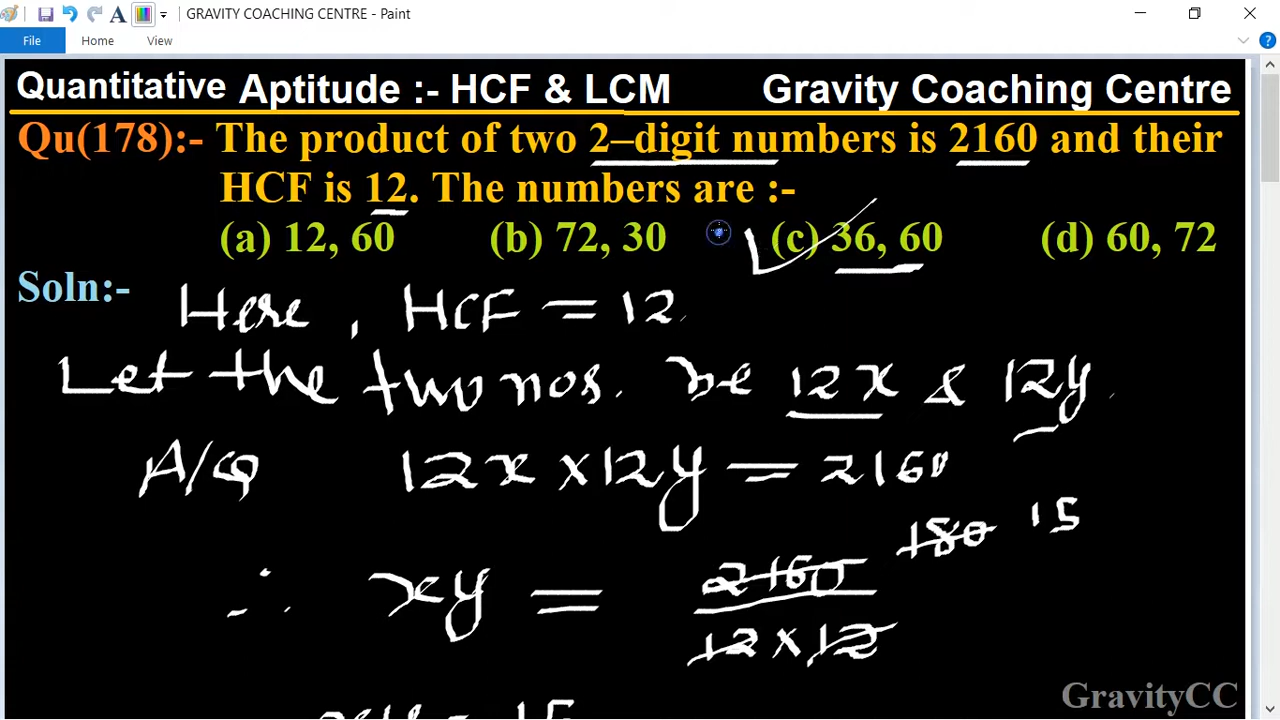 GRAVITY COACHING CENTRE - Paint
File Home View
Quantitative Aptitude :- HCF & LCM Gravity Coaching Centre
Qu(178):- The product of two 2–digit numbers is 2160 and their
HCF is 12. The numbers are :-
(a) 12, 60 (b) 72, 30 (c) 36, 60 (d) 60, 72
Soln:- Here, HCF = 12.
Let the two nos. be 12x & 12y.
A/Q 12x × 12y = 2160
180 15
∴ xy = 2160
12 × 12
= 15
GravityCC